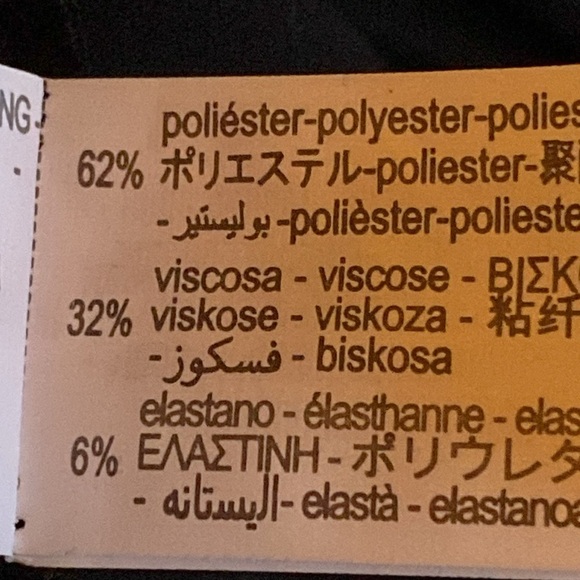 NG-
poliéster-polyester-polies
62% ポリエステル-poliester-聚
- بوليستير -polièster-polieste
viscosa - viscose - ΒΙΣΚ
32% viskose - viskoza - 粘纤
- فسكوز - biskosa
elastano - élasthanne - elas
6% ΕΛΑΣΤΙΝΗ - ポリウレタ
- اليستانه - elastà - elastanoa